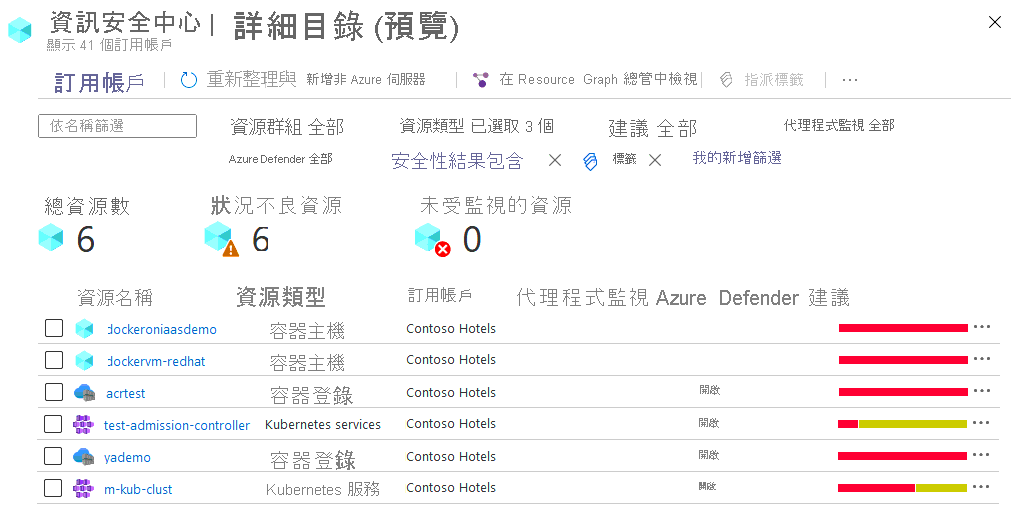 資訊安全中心 | 詳細目錄 (預覽)
顯示 41 個訂用帳戶
訂用帳戶 重新整理與 新增非 Azure 伺服器 在 Resource Graph 總管中檢視 指派標籤 ...
依名稱篩選 資源群組 全部 資源類型 已選取 3 個 建議 全部 代理程式監視 全部
Azure Defender 全部 安全性結果包含 標籤 我的新增篩選
總資源數 狀況不良資源 未受監視的資源
6 6 0
資源名稱 資源類型 訂用帳戶 代理程式監視 Azure Defender 建議
dockeroniaasdemo 容器主機 Contoso Hotels
dockervm-redhat 容器主機 Contoso Hotels
acrtest 容器登錄 Contoso Hotels 開啟
test-admission-controller Kubernetes services Contoso Hotels 開啟
yademo 容器登錄 Contoso Hotels 開啟
m-kub-clust Kubernetes 服務 Contoso Hotels 開啟